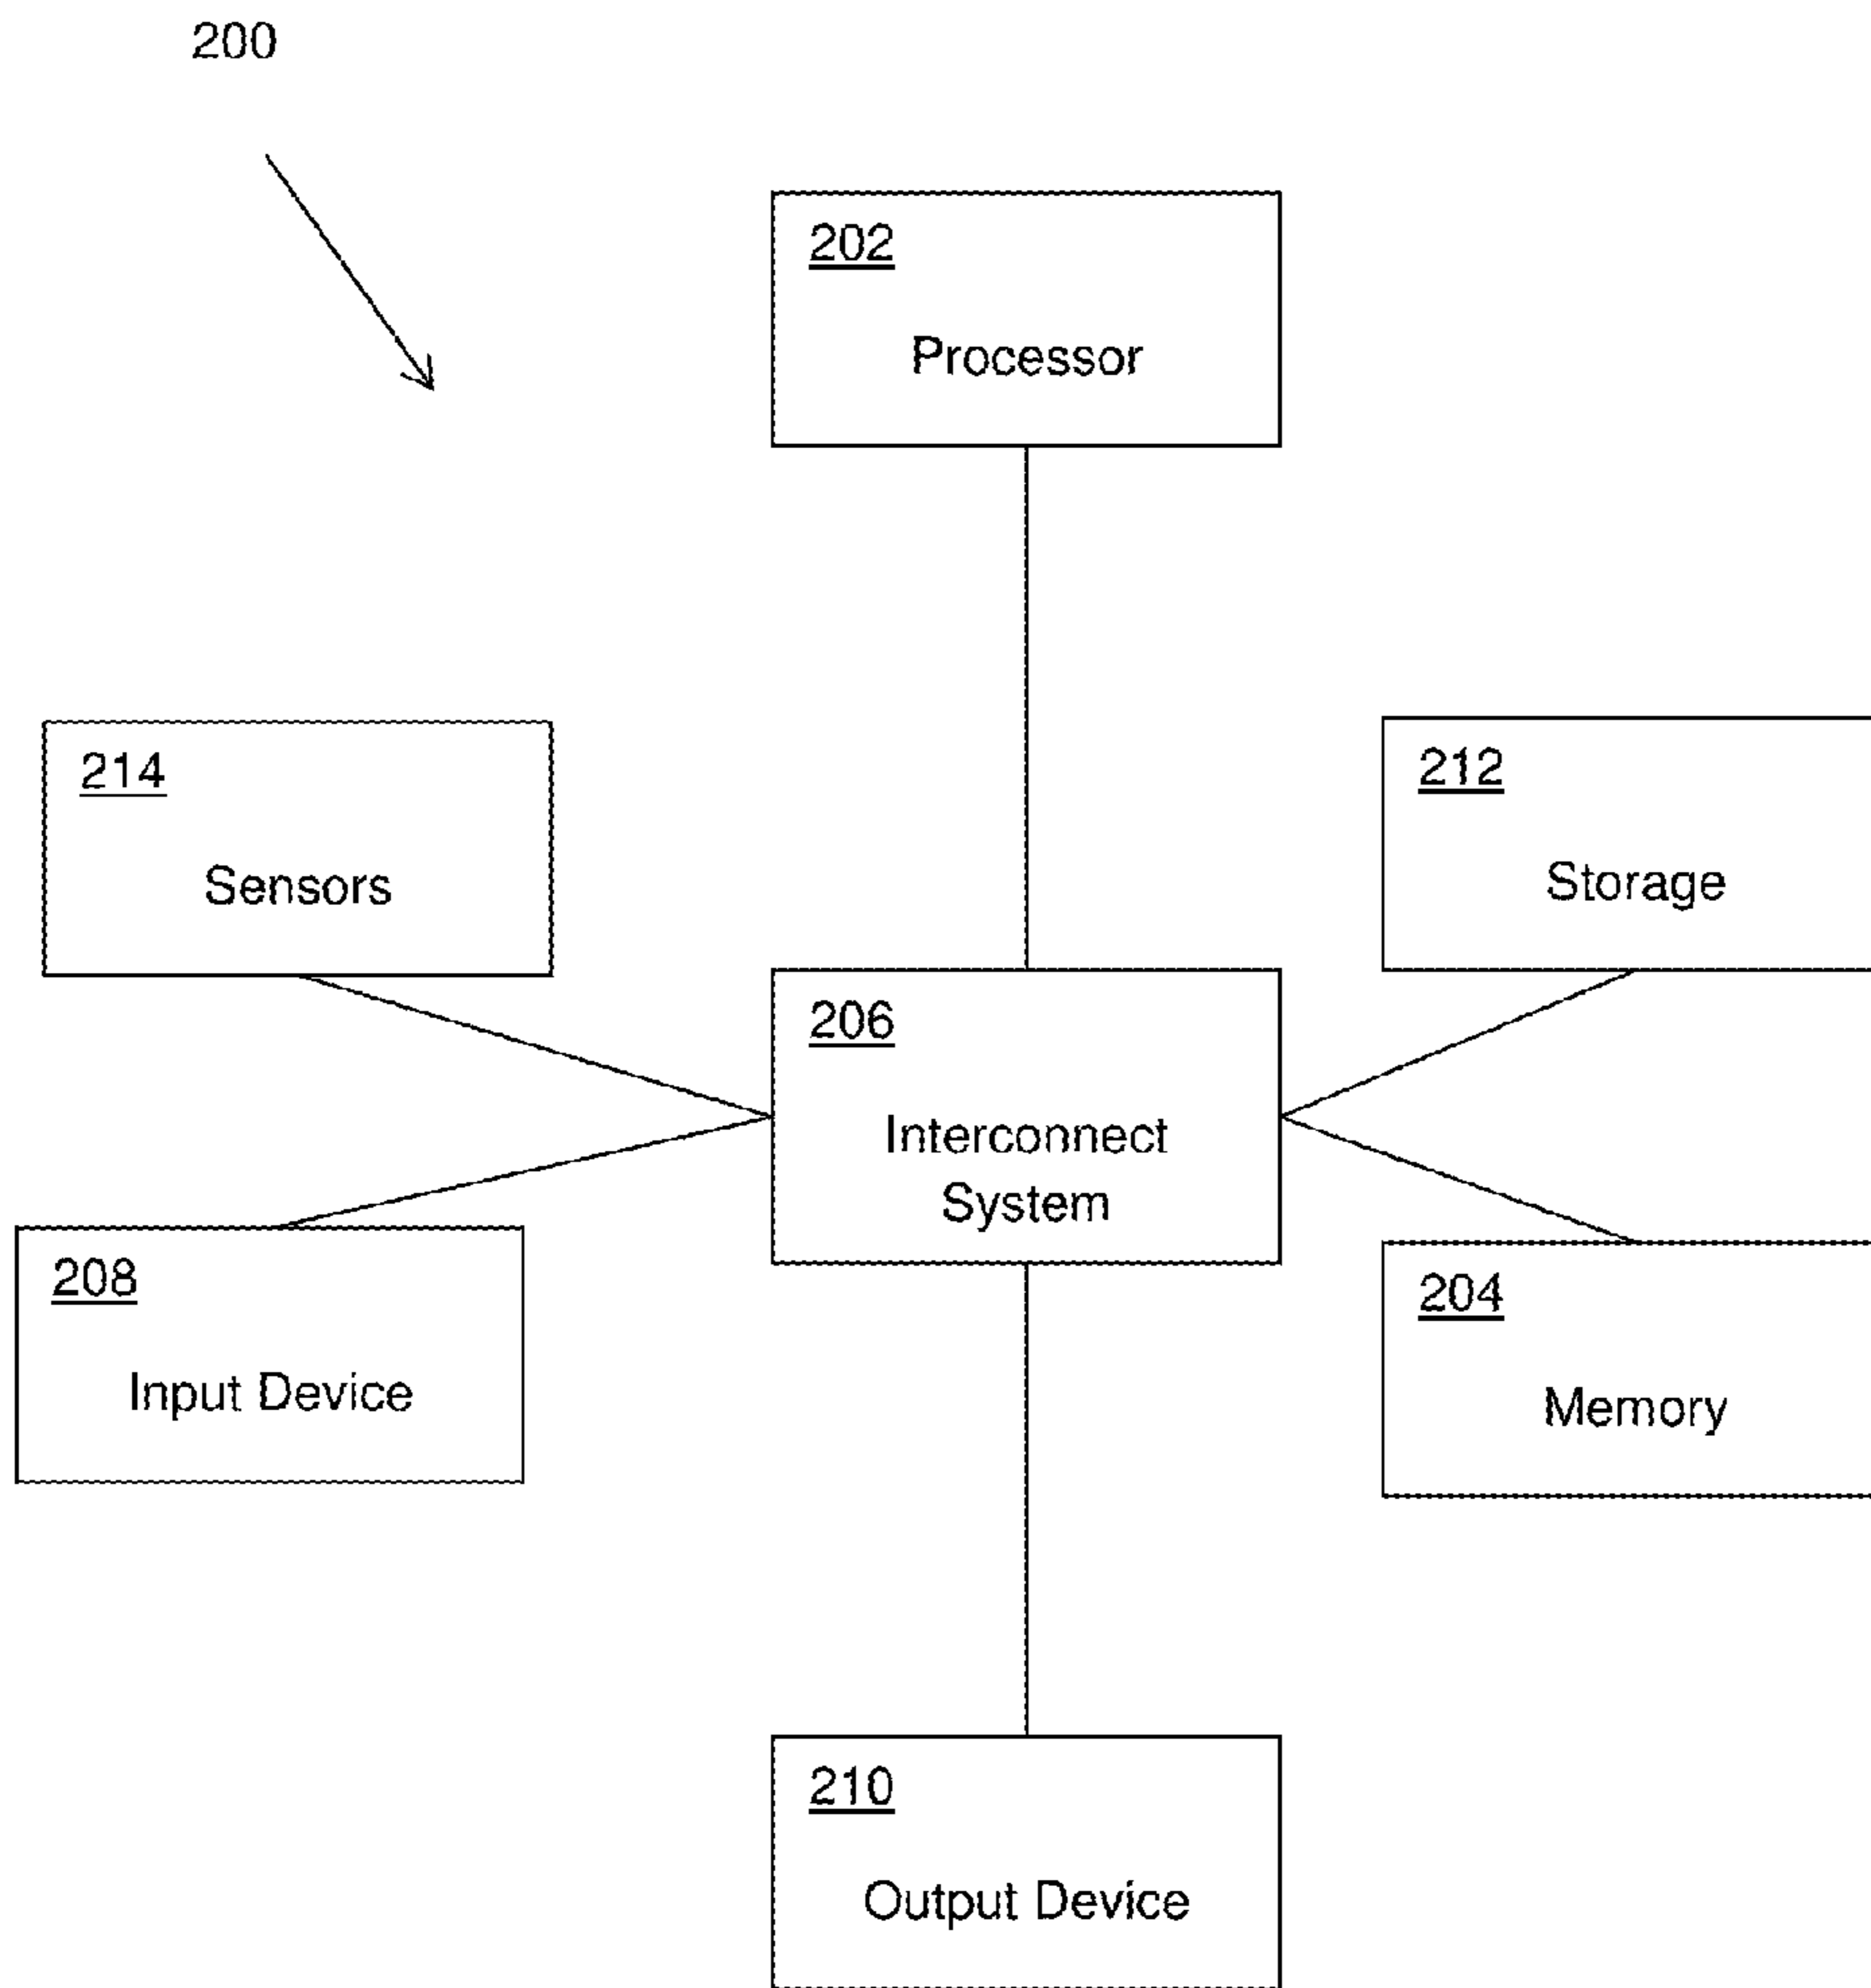 200
202
Processor
214
Sensors
212
Storage
206
Interconnect
System
208
Input Device
204
Memory
210
Output Device